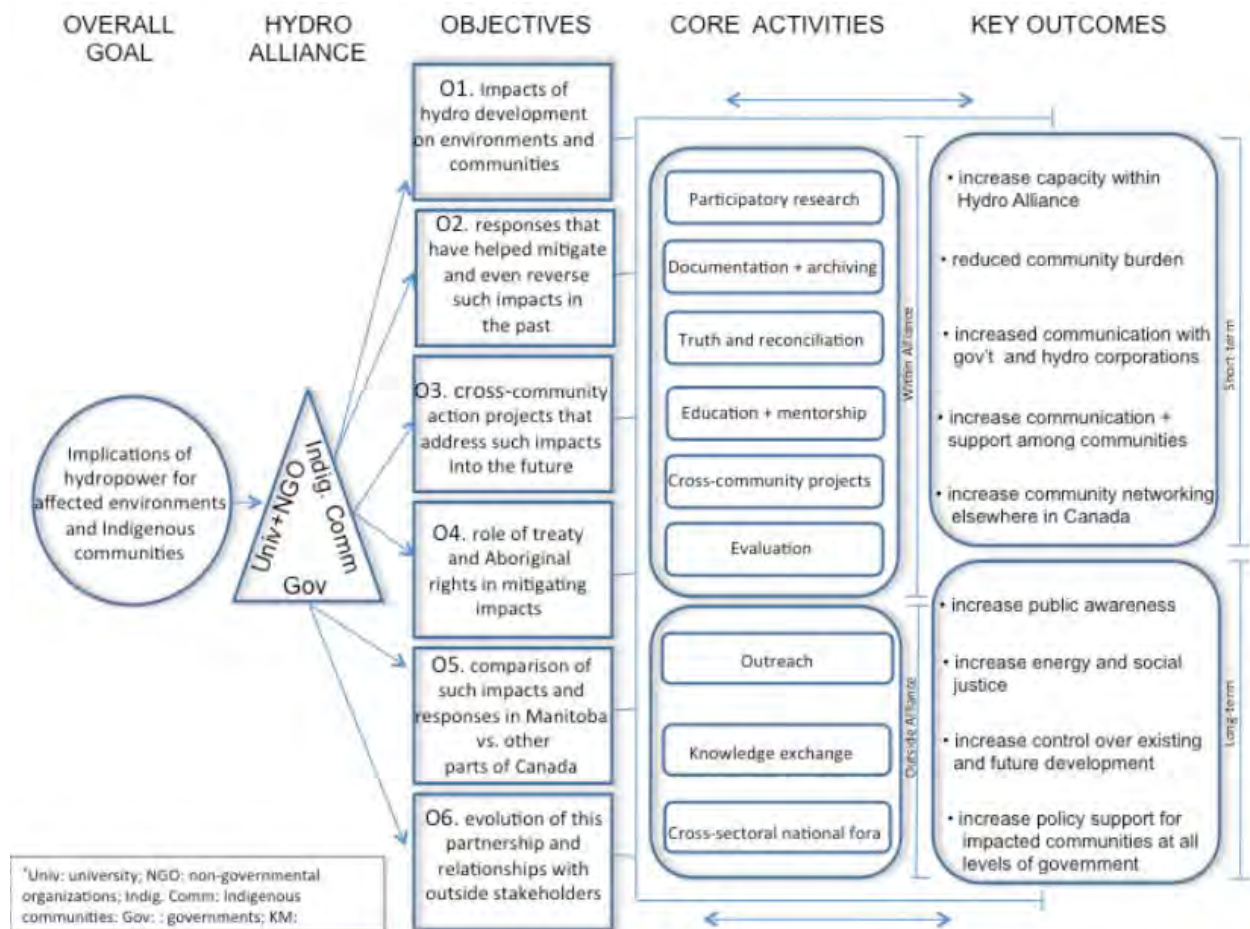 OVERALL
GOAL
HYDRO
ALLIANCE
OBJECTIVES
CORE ACTIVITIES
KEY OUTCOMES
Implications of
hydropower for
affected environments
and Indigenous
communities
Univ+NGO
Indig. Comm
Gov
O1. Impacts of
hydro development
on environments and
communities
O2. responses that
have helped mitigate
and even reverse
such impacts in
the past
O3. cross-community
action projects that
address such impacts
Into the future
O4. role of treaty
and Aboriginal
rights in mitigating
impacts
O5. comparison of
such impacts and
responses in Manitoba
vs. other
parts of Canada
O6. evolution of this
partnership and
relationships with
outside stakeholders
Participatory research
Documentation + archiving
Truth and reconciliation
Education + mentorship
Cross-community projects
Evaluation
Within Alliance
Outreach
Knowledge exchange
Cross-sectoral national fora
Outside Alliance
• increase capacity within
Hydro Alliance
• reduced community burden
• increased communication with
gov't and hydro corporations
• increase communication +
support among communities
• increase community networking
elsewhere in Canada
Short term
• increase public awareness
• increase energy and social
justice
• increase control over existing
and future development
• increase policy support for
impacted communities at all
levels of government
Long-term
*Univ: university; NGO: non-governmental
organizations; Indig. Comm: Indigenous
communities: Gov: : governments; KM: